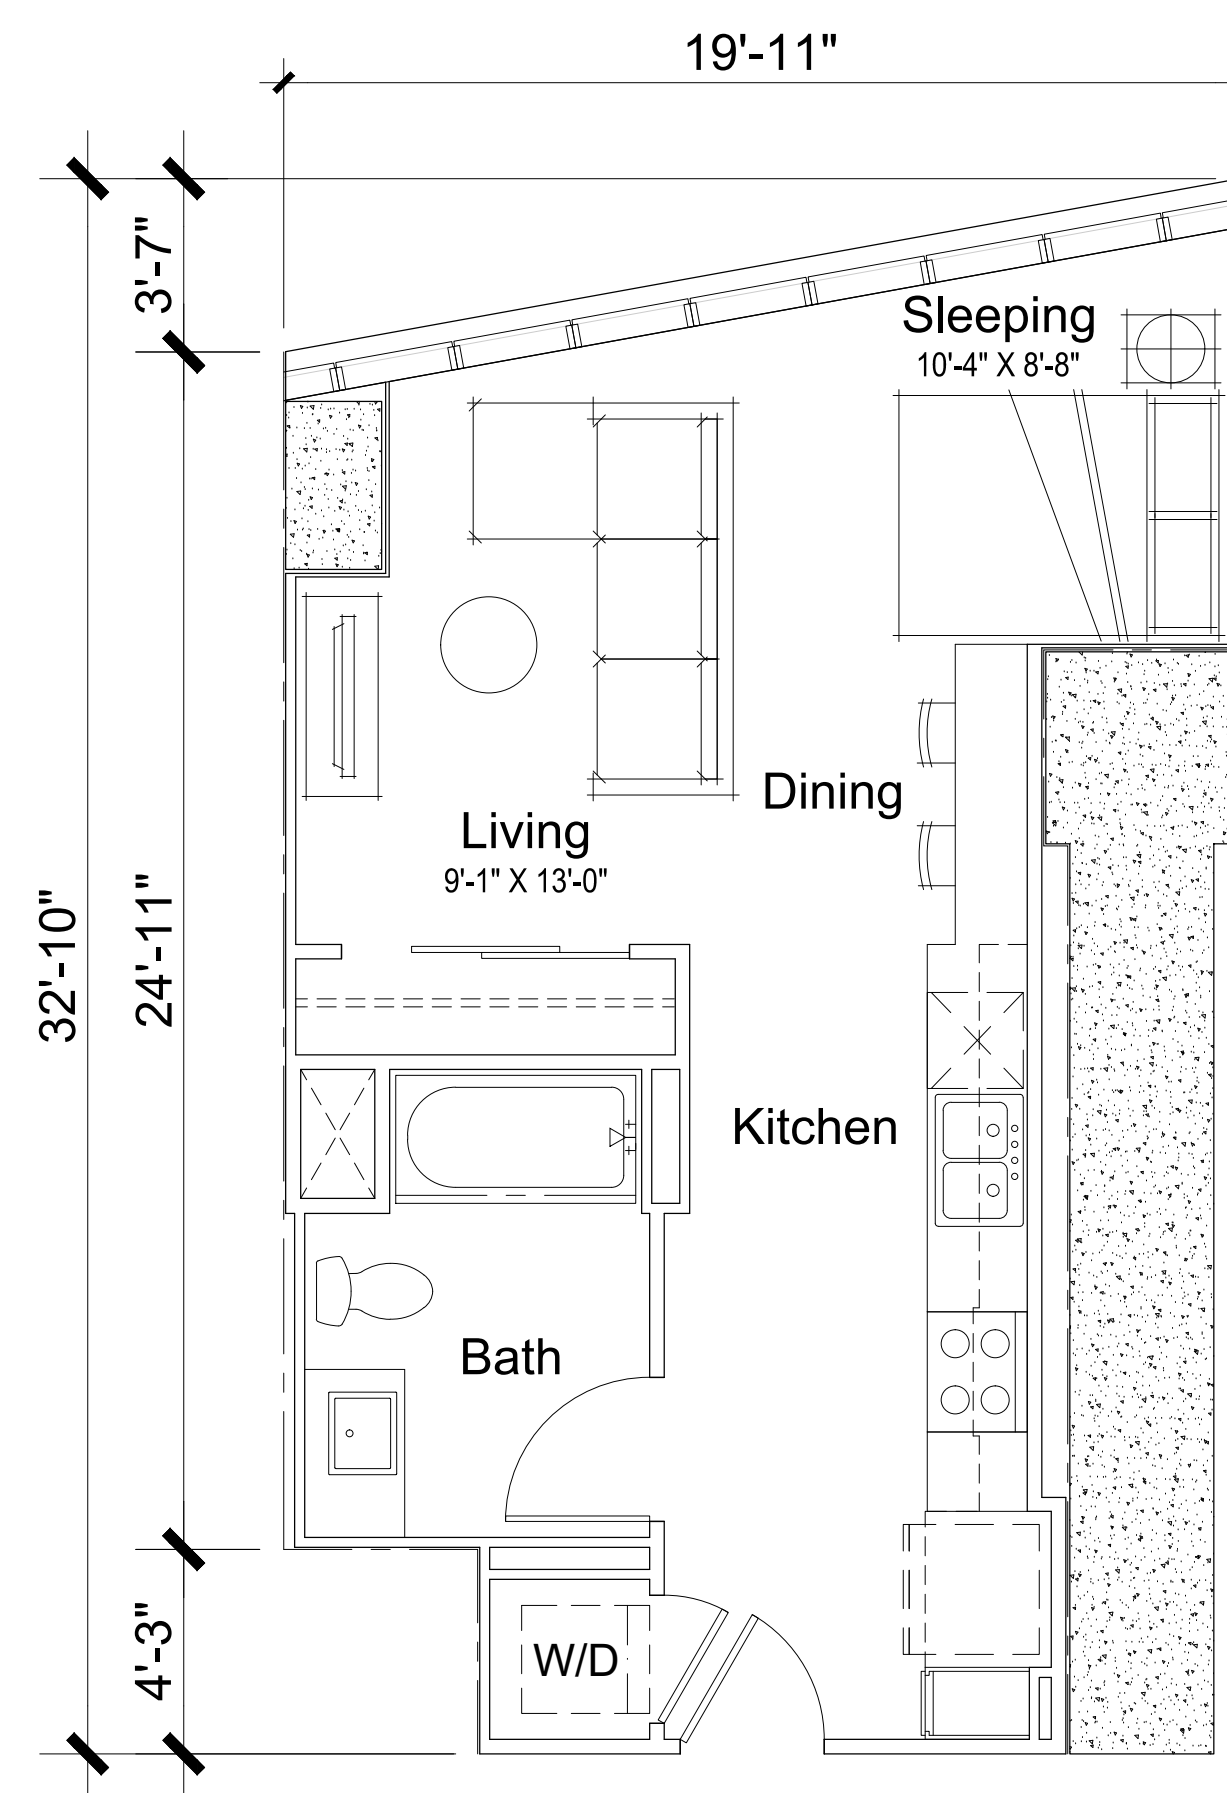 19'-11"
3'-7"
Sleeping
10'-4" X 8'-8"
Dining
Living
9'-1" X 13'-0"
32'-10"
24'-11"
Kitchen
Bath
4'-3"
W/D